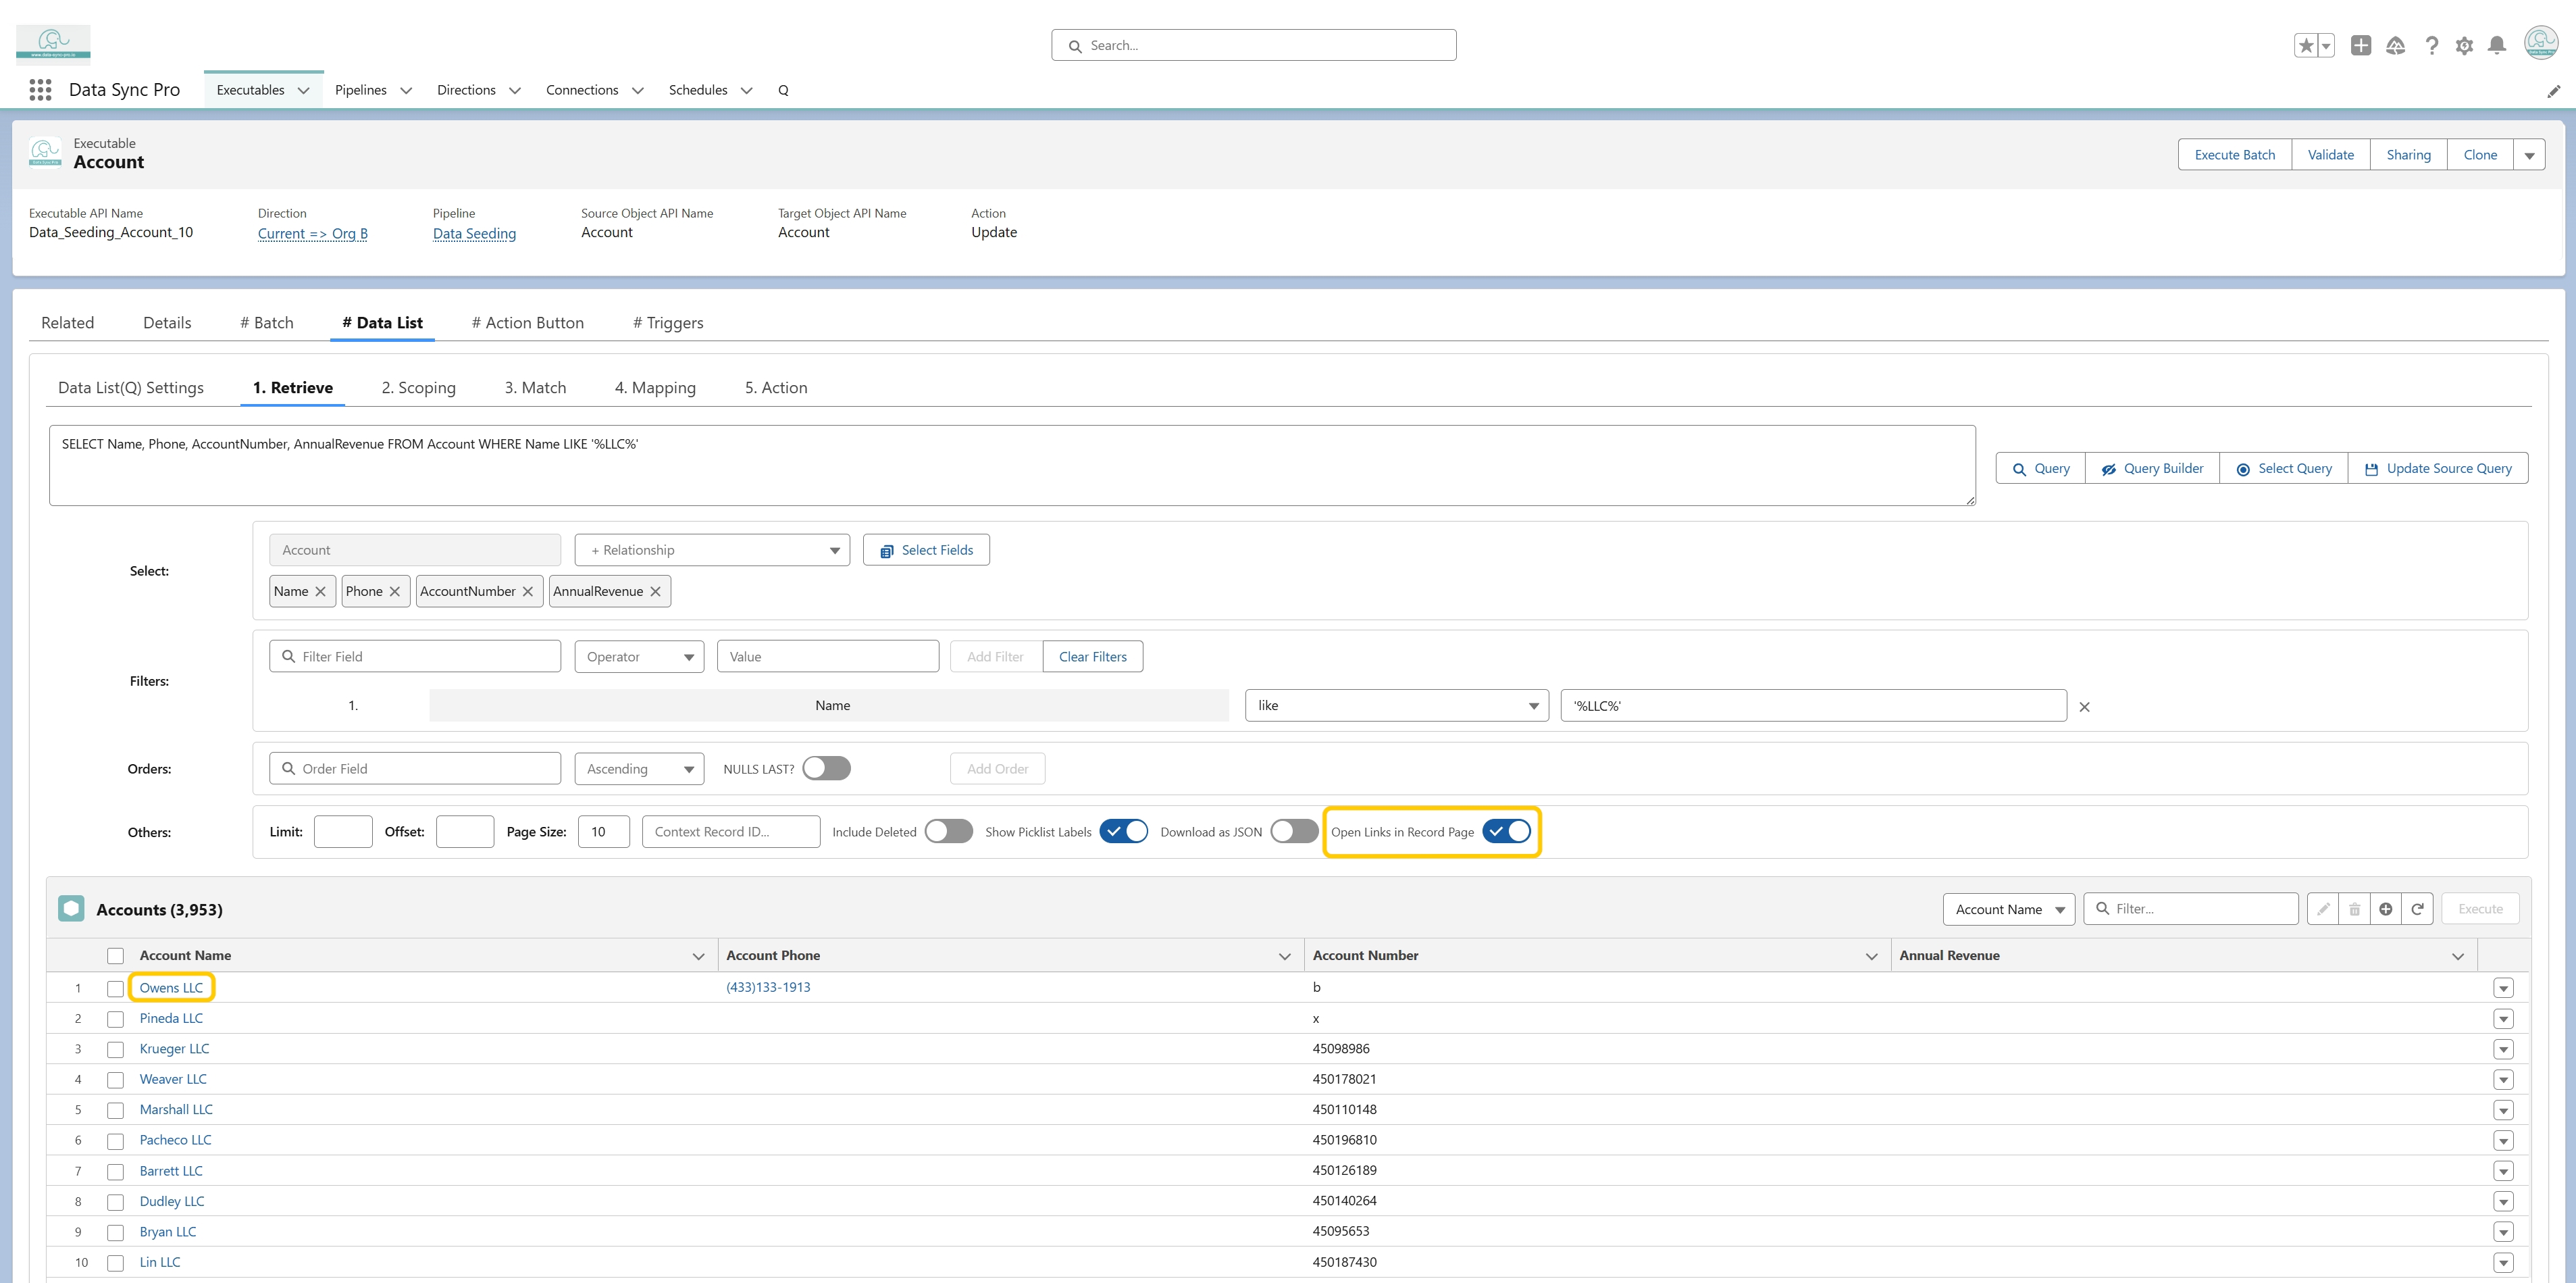 www.data-sync-pro.io
Search...
Data Sync Pro
Executables
Pipelines
Directions
Connections
Schedules
Q
Executable
Account
Execute Batch
Validate
Sharing
Clone
Executable API Name
Data_Seeding_Account_10
Direction
Current => Org B
Pipeline
Data Seeding
Source Object API Name
Account
Target Object API Name
Account
Action
Update
Related
Details
# Batch
# Data List
# Action Button
# Triggers
Data List(Q) Settings
1. Retrieve
2. Scoping
3. Match
4. Mapping
5. Action
SELECT Name, Phone, AccountNumber, AnnualRevenue FROM Account WHERE Name LIKE '%LLC%'
Query
Query Builder
Select Query
Update Source Query
Select:
Account
+ Relationship
Select Fields
Name
Phone
AccountNumber
AnnualRevenue
Filters:
Filter Field
Operator
Value
Add Filter
Clear Filters
1.
Name
like
'%LLC%'
Orders:
Order Field
Ascending
NULLS LAST?
Add Order
Others:
Limit:
Offset:
Page Size:
10
Context Record ID...
Include Deleted
Show Picklist Labels
Download as JSON
Open Links in Record Page
Accounts (3,953)
Account Name
Filter...
Execute
Account Name
Account Phone
Account Number
Annual Revenue
1 Owens LLC (433)133-1913 b
2 Pineda LLC x
3 Krueger LLC 45098986
4 Weaver LLC 450178021
5 Marshall LLC 450110148
6 Pacheco LLC 450196810
7 Barrett LLC 450126189
8 Dudley LLC 450140264
9 Bryan LLC 45095653
10 Lin LLC 450187430